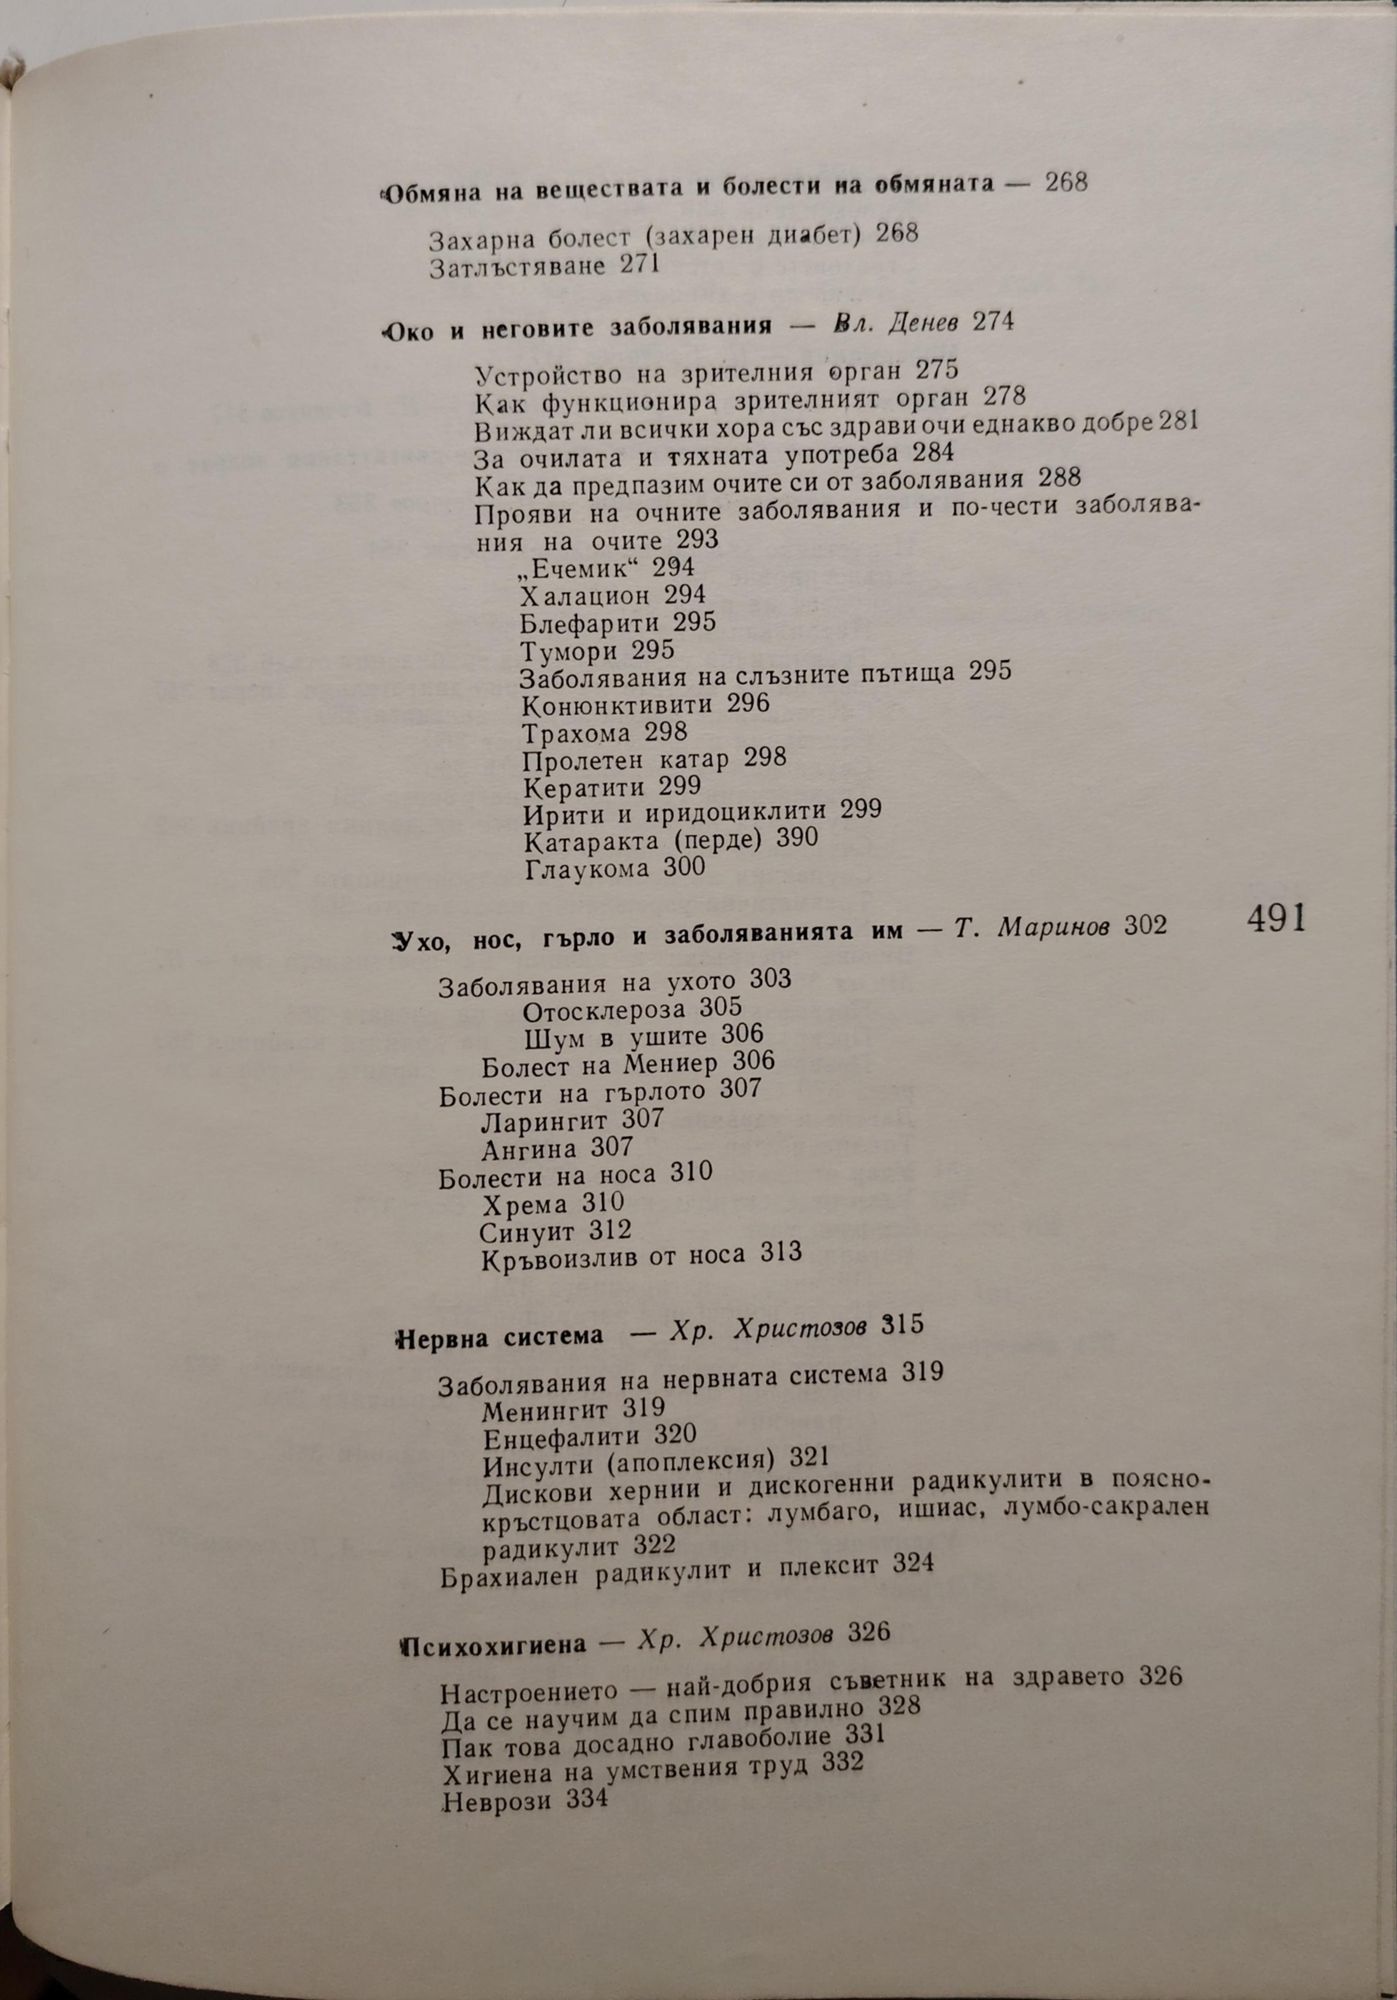 Обмяна на веществата и болести на обмяната — 268
Захарна болест (захарен диабет) 268
Затлъстяване 271
Око и неговите заболявания — Вл. Денев 274
Устройство на зрителния орган 275
Как функционира зрителният орган 278
Виждат ли всички хора със здрави очи еднакво добре 281
За очилата и тяхната употреба 284
Как да предпазим очите си от заболявания 288
Прояви на очните заболявания и по-чести заболява-
ния на очите 293
„Ечемик“ 294
Халацион 294
Блефарити 295
Тумори 295
Заболявания на слъзните пътища 295
Конюнктивити 296
Трахома 298
Пролетен катар 298
Кератити 299
Ирити и иридоциклити 299
Катаракта (перде) 390
Глаукома 300
Ухо, нос, гърло и заболяванията им — Т. Маринов 302
491
Заболявания на ухото 303
Отосклероза 305
Шум в ушите 306
Болест на Мениер 306
Болести на гърлото 307
Ларингит 307
Ангина 307
Болести на носа 310
Хрема 310
Синуит 312
Кръвоизлив от носа 313
Нервна система — Хр. Христозов 315
Заболявания на нервната система 319
Менингит 319
Енцефалити 320
Инсулти (апоплексия) 321
Дискови хернии и дискогенни радикулити в поясно-
кръстцовата област: лумбаго, ишиас, лумбо-сакрален
радикулит 322
Брахиален радикулит и плексит 324
Психохигиена — Хр. Христозов 326
Настроението — най-добрия съветник на здравето 326
Да се научим да спим правилно 328
Пак това досадно главоболие 331
Хигиена на умствения труд 332
Неврози 334